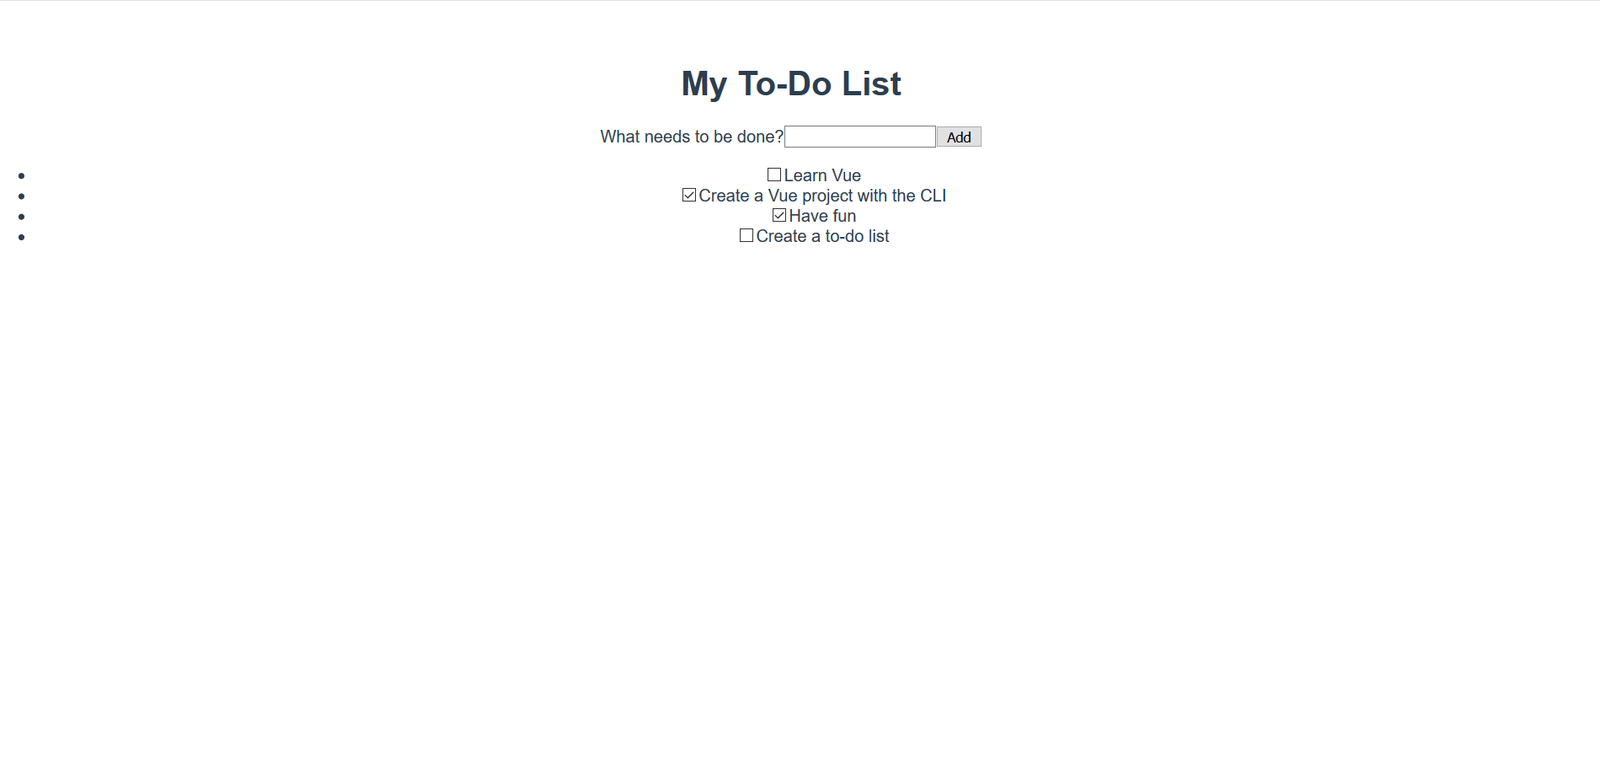 My To-Do List
What needs to be done? Add
Learn Vue
Create a Vue project with the CLI
Have fun
Create a to-do list